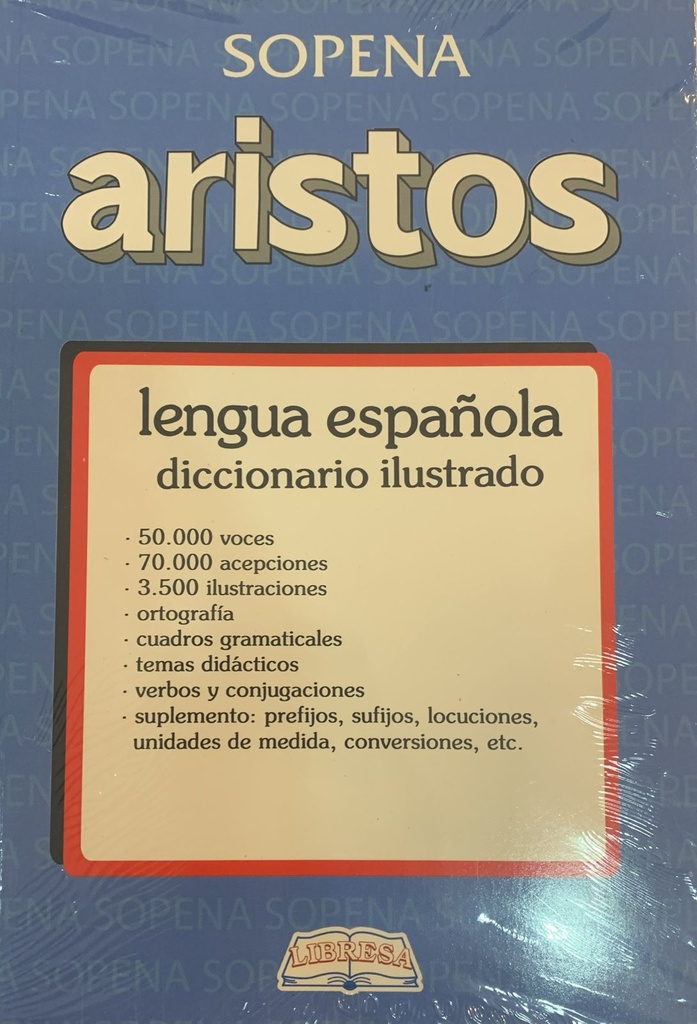 SOPENA
aristos
lengua española
diccionario ilustrado
· 50.000 voces
· 70.000 acepciones
· 3.500 ilustraciones
· ortografía
· cuadros gramaticales
· temas didácticos
· verbos y conjugaciones
· suplemento: prefijos, sufijos, locuciones,
unidades de medida, conversiones, etc.
LIBRESA